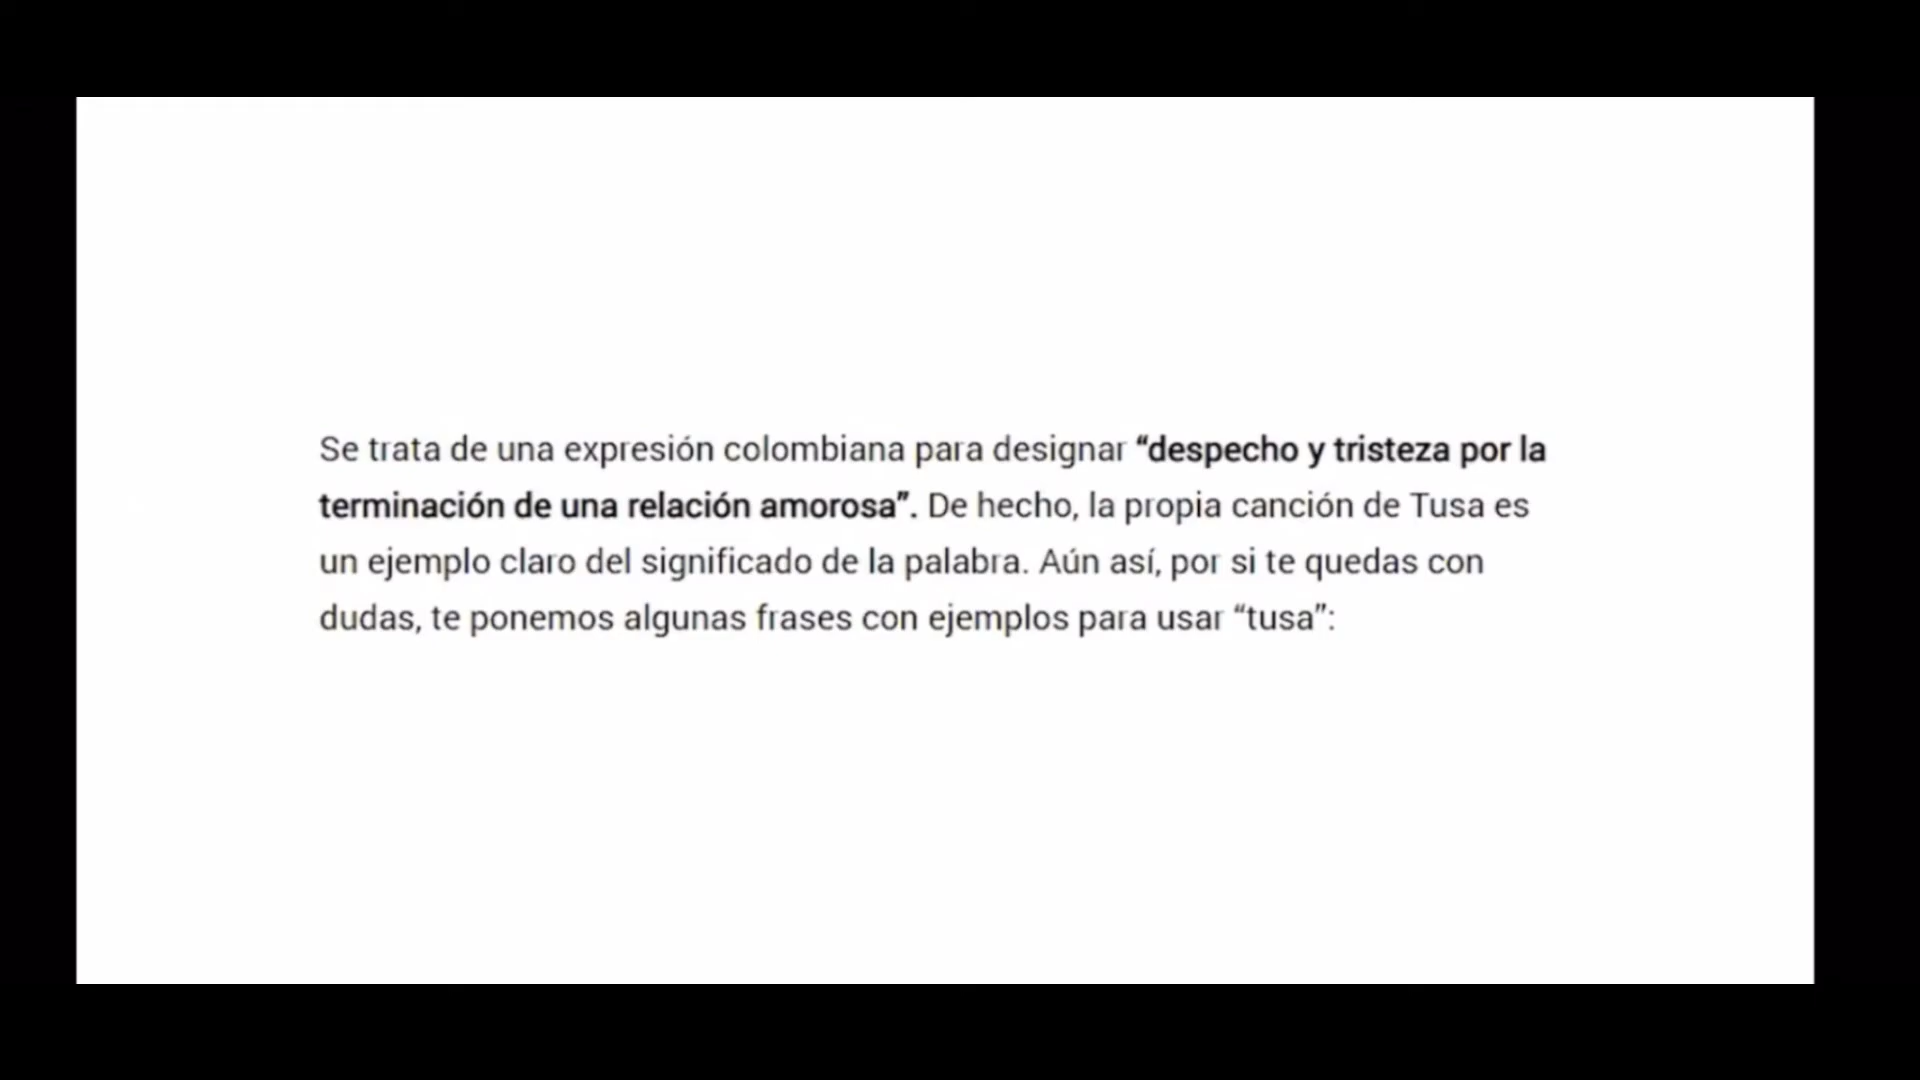 Se trata de una expresión colombiana para designar “despecho y tristeza por la
terminación de una relación amorosa”. De hecho, la propia canción de Tusa es
un ejemplo claro del significado de la palabra. Aún así, por si te quedas con
dudas, te ponemos algunas frases con ejemplos para usar “tusa”: